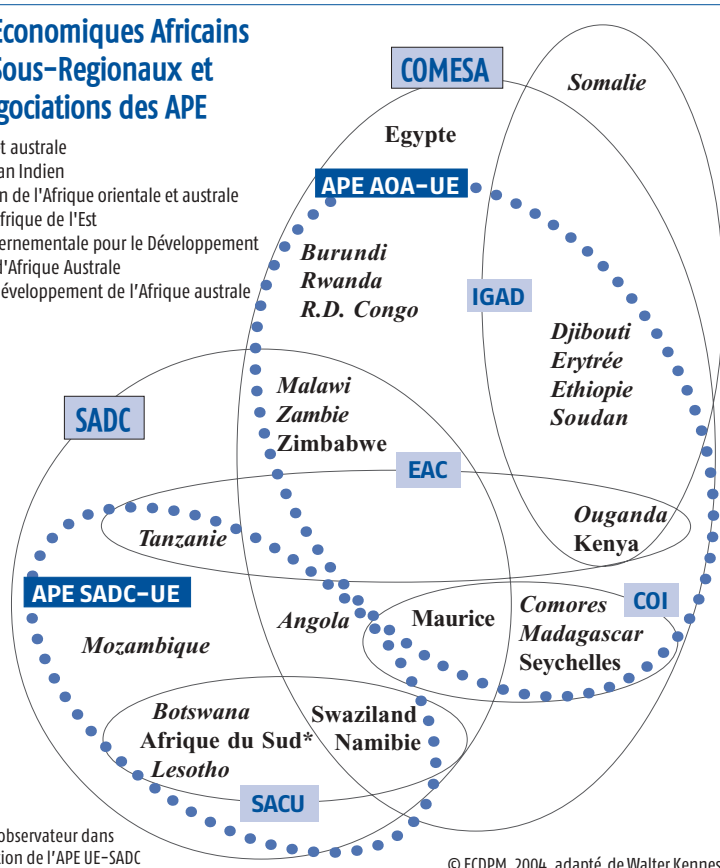 Economiques Africains
Sous-Regionaux et
gociations des APE
t australe
an Indien
n de l'Afrique orientale et australe
frique de l'Est
ernementale pour le Développement
d'Afrique Australe
éveloppement de l'Afrique australe
COMESA
Somalie
Egypte
APE AOA-UE
Burundi
Rwanda
R.D. Congo
IGAD
Djibouti
Erytrée
Ethiopie
Soudan
Malawi
Zambie
Zimbabwe
SADC
EAC
Ouganda
Kenya
Tanzanie
APE SADC-UE
Angola
Maurice
Comores
Madagascar
Seychelles
COI
Mozambique
Botswana
Afrique du Sud*
Lesotho
Swaziland
Namibie
SACU
observateur dans
tion de l'APE UE-SADC
© ECDPM, 2004, adapté, de Walter Kennes